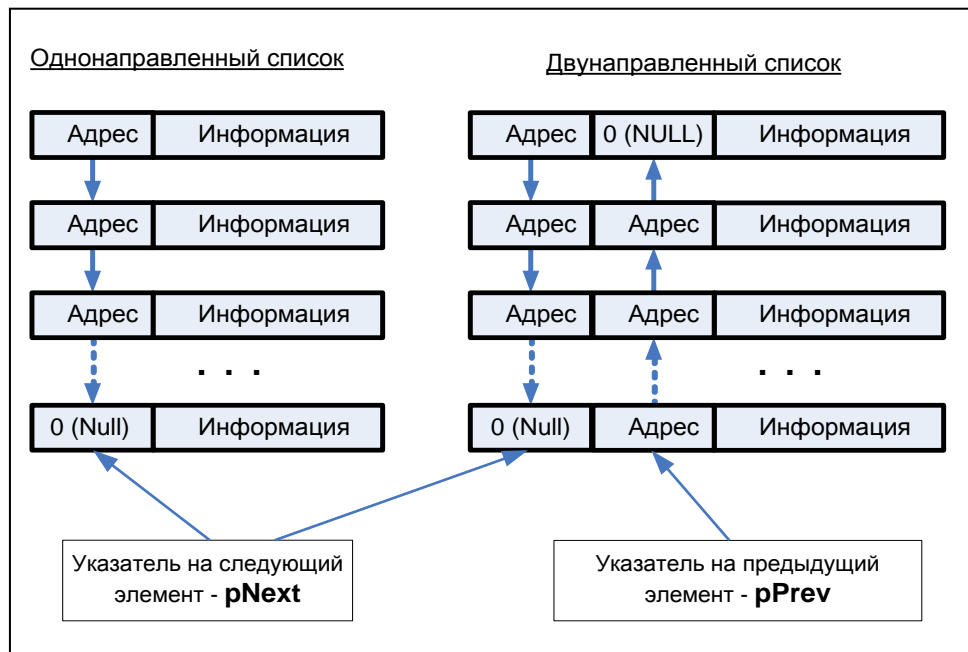 Однонаправленный список
Двунаправленный список
Адрес Информация
Адрес 0 (NULL) Информация
Адрес Информация
Адрес Адрес Информация
Адрес Информация
Адрес Адрес Информация
. . .
. . .
0 (Null) Информация
0 (Null) Адрес Информация
Указатель на следующий
элемент - pNext
Указатель на предыдущий
элемент - pPrev